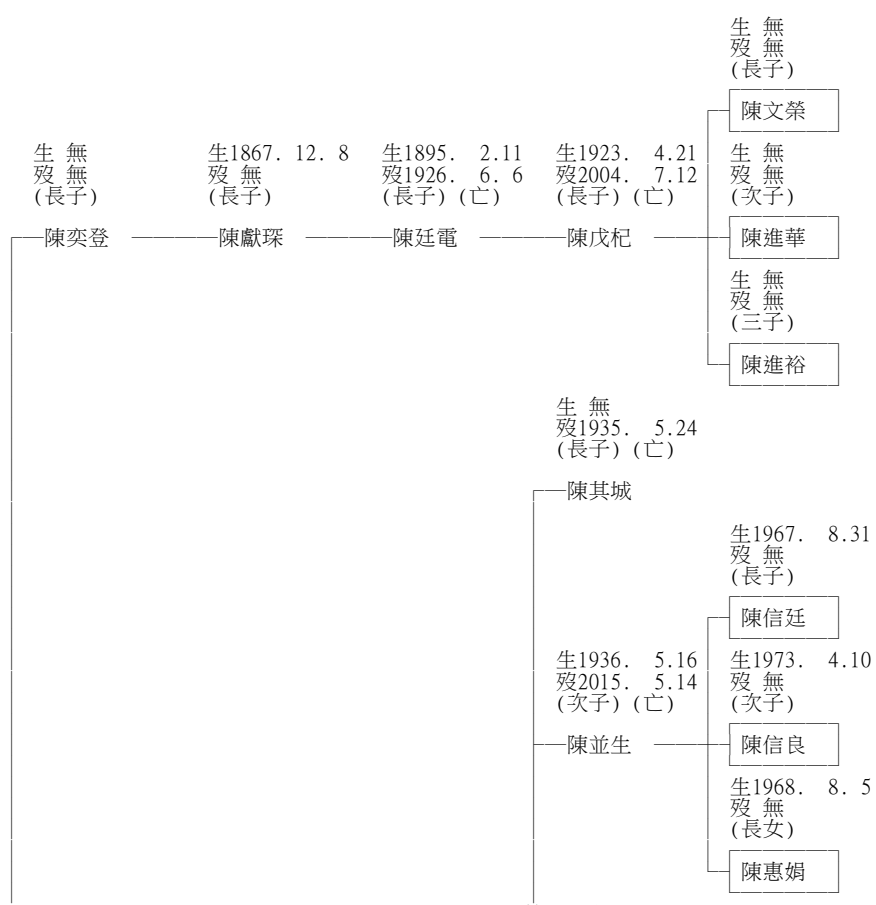 生 無
歿 無
(長子)
陳文榮
生 無
歿 無
(長子)
生1867. 12. 8
歿 無
(長子)
生1895. 2.11
歿1926. 6. 6
(長子)(亡)
生1923. 4.21
歿2004. 7.12
(長子)(亡)
生 無
歿 無
(次子)
陳奕登
陳獻琛
陳廷電
陳戊杞
陳進華
生 無
歿 無
(三子)
陳進裕
生 無
歿1935. 5.24
(長子)(亡)
陳其城
生1967. 8.31
歿 無
(長子)
陳信廷
生1936. 5.16
歿2015. 5.14
(次子)(亡)
生1973. 4.10
歿 無
(次子)
陳並生
陳信良
生1968. 8. 5
歿 無
(長女)
陳惠娟